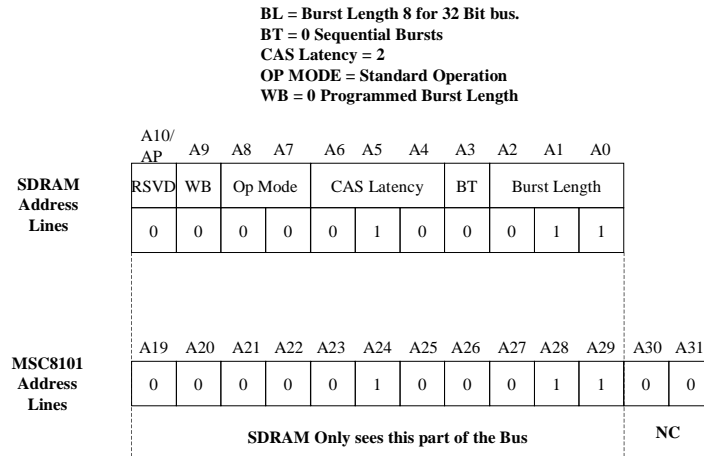 BL = Burst Length 8 for 32 Bit bus.
BT = 0 Sequential Bursts
CAS Latency = 2
OP MODE = Standard Operation
WB = 0 Programmed Burst Length
A10/
AP A9 A8 A7 A6 A5 A4 A3 A2 A1 A0
SDRAM
Address
Lines
RSVD WB Op Mode CAS Latency BT Burst Length
0 0 0 0 0 1 0 0 0 1 1
A19 A20 A21 A22 A23 A24 A25 A26 A27 A28 A29 A30 A31
MSC8101
Address
Lines
0 0 0 0 0 1 0 0 0 1 1 0 0
SDRAM Only sees this part of the Bus NC